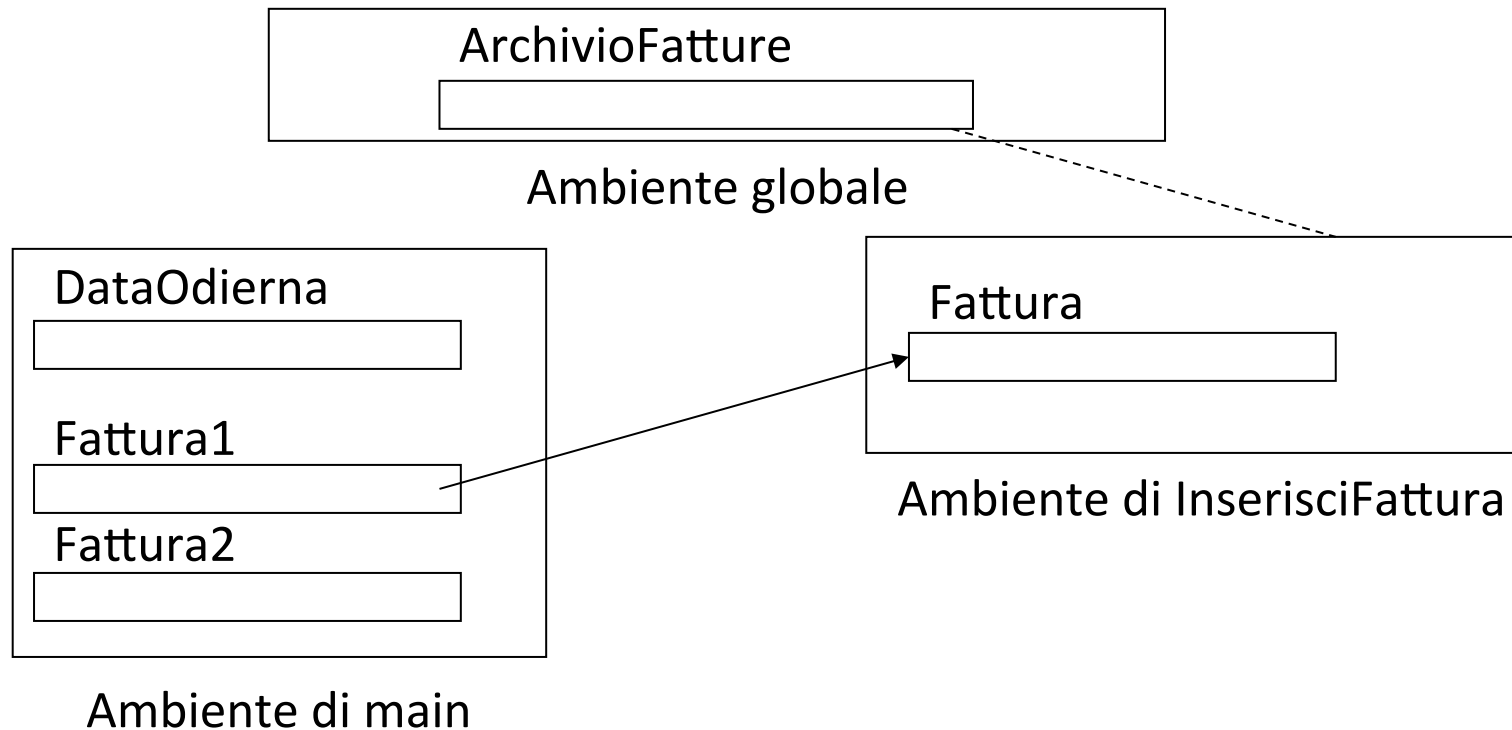 ArchivioFatture
Ambiente globale
DataOdierna
Fattura1
Fattura2
Ambiente di main
Fattura
Ambiente di InserisciFattura